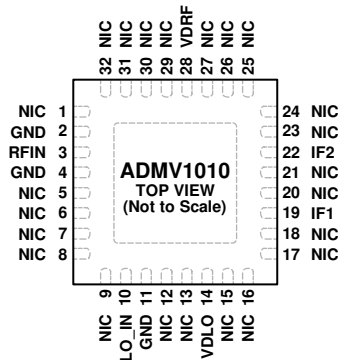 32 NIC
31 NIC
30 NIC
29 NIC
28 VDRF
27 NIC
26 NIC
25 NIC
NIC 1
GND 2
RFIN 3
GND 4
NIC 5
NIC 6
NIC 7
NIC 8
ADMV1010
TOP VIEW
(Not to Scale)
24 NIC
23 NIC
22 IF2
21 NIC
20 NIC
19 IF1
18 NIC
17 NIC
NIC 9
LO_IN 10
GND 11
NIC 12
NIC 13
VDLO 14
NIC 15
NIC 16